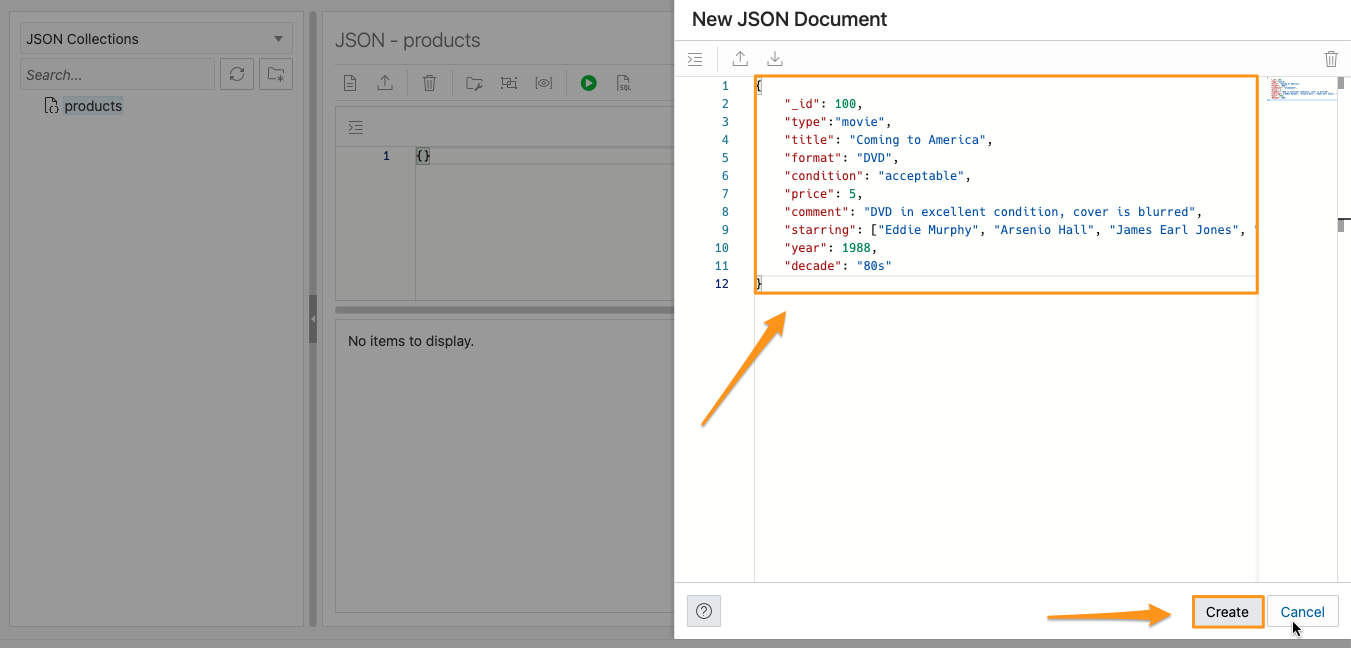 JSON Collections
Search...
products
JSON - products
SQL
1 {}
No items to display.
New JSON Document
1 {
2 "_id": 100,
3 "type":"movie",
4 "title": "Coming to America",
5 "format": "DVD",
6 "condition": "acceptable",
7 "price": 5,
8 "comment": "DVD in excellent condition, cover is blurred",
9 "starring": ["Eddie Murphy", "Arsenio Hall", "James Earl Jones", "
10 "year": 1988,
11 "decade": "80s"
12 }
?
Create
Cancel